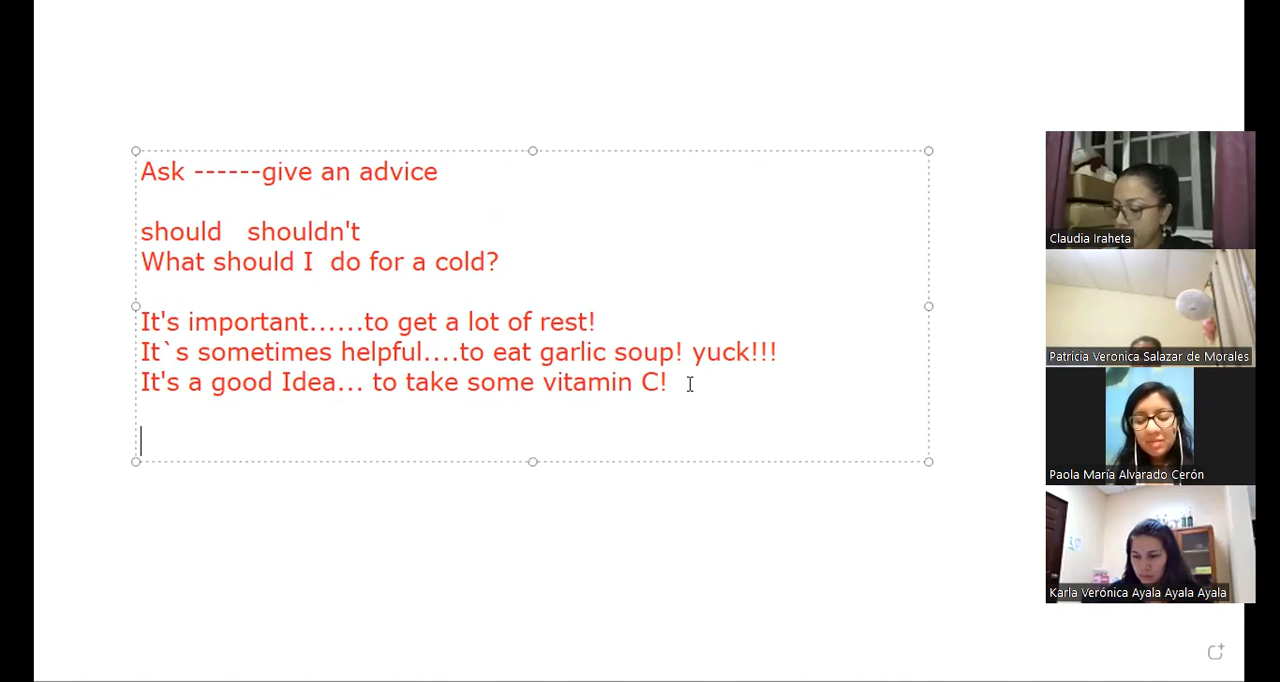 Ask ------give an advice
should shouldn't
What should I do for a cold?
It's important......to get a lot of rest!
It`s sometimes helpful....to eat garlic soup! yuck!!!
It's a good Idea... to take some vitamin C!
Claudia Iraheta
Patricia Veronica Salazar de Morales
Paola María Alvarado Cerón
Karla Verónica Ayala Ayala Ayala